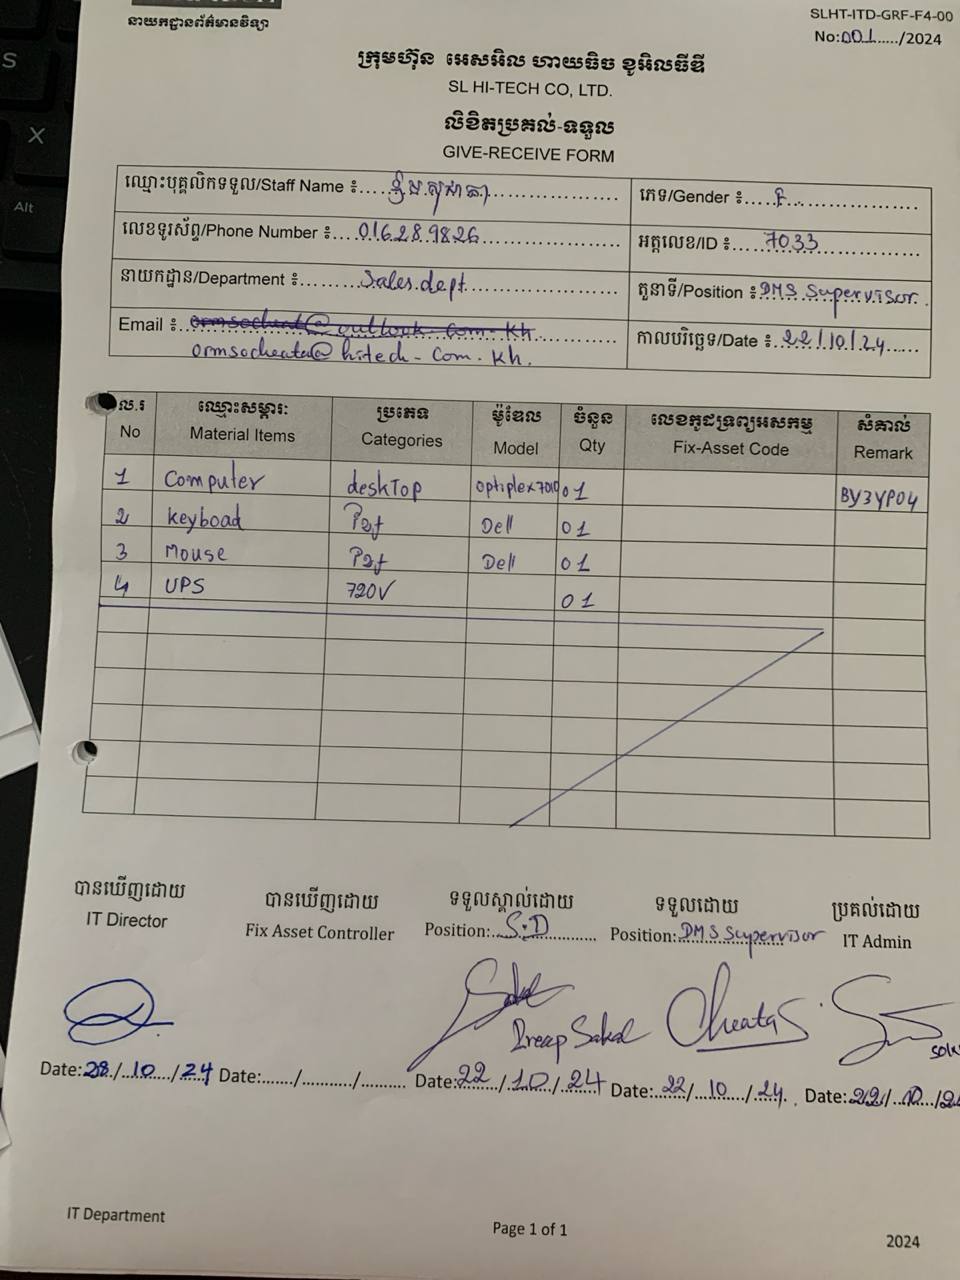 នាយកដ្ឋានព័ត៌មានវិទ្យា
SLHT-ITD-GRF-F4-00
No:001...../2024
ក្រុមហ៊ុន អេសអិល ហាយធិច ខូអិលធីឌី
SL HI-TECH CO, LTD.
លិខិតប្រគល់-ទទួល
GIVE-RECEIVE FORM
ឈ្មោះបុគ្គលិកទទួល/Staff Name ៖
ភេទ/Gender ៖ F
លេខទូរស័ព្ទ/Phone Number ៖ 016289826
អត្តលេខ/ID ៖ 7033
នាយកដ្ឋាន/Department ៖ Sales.dept
តួនាទី/Position ៖ DMS Supervisor
Email ៖ ormsocheat@outlook-com-kh
កាលបរិច្ឆេទ/Date ៖ 22/10/24
ormsocheata@hitech-com.kh.
ល.រ ឈ្មោះសម្ភារៈ ប្រភេទ ម៉ូឌែល ចំនួន លេខកូដទ្រព្យអសកម្ម សំគាល់
No Material Items Categories Model Qty Fix-Asset Code Remark
1 Computer deskTop optiplex7010 01 BY3YP04
2 keyboad Dell 01
3 Mouse Dell 01
4 UPS 720V 01
បានឃើញដោយ បានឃើញដោយ ទទួលស្គាល់ដោយ ទទួលដោយ ប្រគល់ដោយ
IT Director Fix Asset Controller Position: S.D Position: DMS Supervisor IT Admin
Sakal Cheata
Preap Sakal
Date:28/10/24 Date:....../.........../......... Date:22/10/24 Date:22/10/24. Date:22/10/2
IT Department
Page 1 of 1
2024